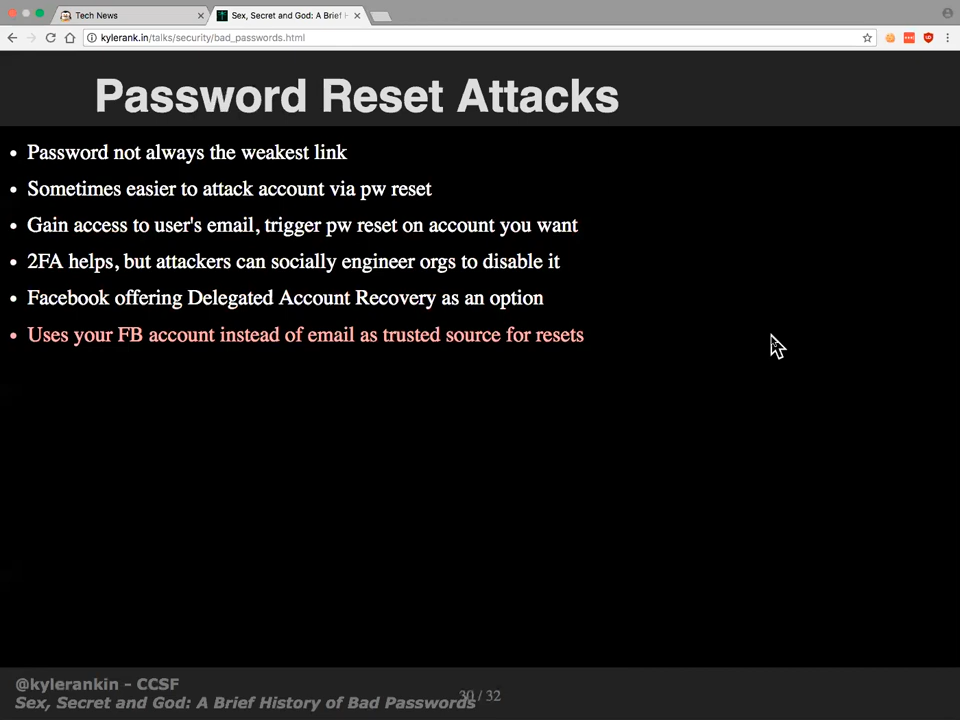 Tech News
Sex, Secret and God: A Brief H
kylerank.in/talks/security/bad_passwords.html
Password Reset Attacks
Password not always the weakest link
Sometimes easier to attack account via pw reset
Gain access to user's email, trigger pw reset on account you want
2FA helps, but attackers can socially engineer orgs to disable it
Facebook offering Delegated Account Recovery as an option
Uses your FB account instead of email as trusted source for resets
@kylerankin - CCSF
Sex, Secret and God: A Brief History of Bad Passwords
30 / 32